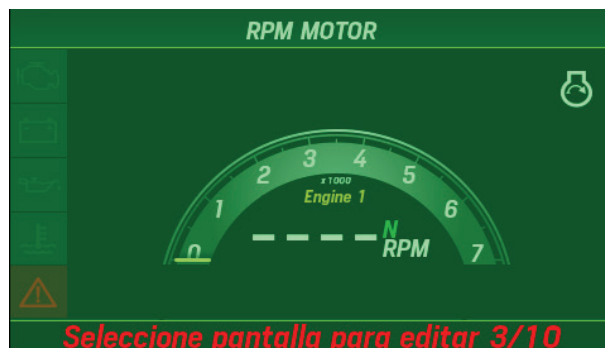 RPM MOTOR
0
1
2
3
4
5
6
7
x 1000
Engine 1
N
– – – – RPM
Seleccione pantalla para editar 3/10